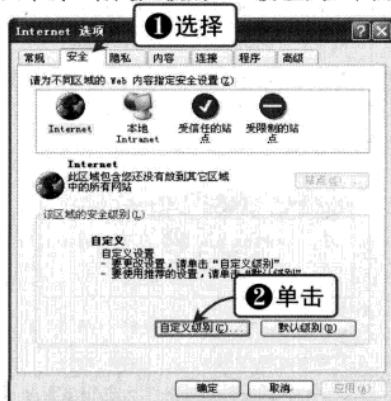 ❶选择
Internet 选项
常规 安全 隐私 内容 连接 程序 高级
请为不同区域的 Web 内容指定安全设置(Z)
Internet 本地 Intranet 受信任的站点 受限制的站点
Internet
此区域包含您还没有放到其它区域
中的所有网站
站点(S)...
该区域的安全级别(L)
自定义
自定义设置
- 要更改设置，请单击“自定义级别”
- 要使用推荐的设置，请单击“默认级别”
❷单击
自定义级别(C)... 默认级别(D)
确定 取消 应用(A)